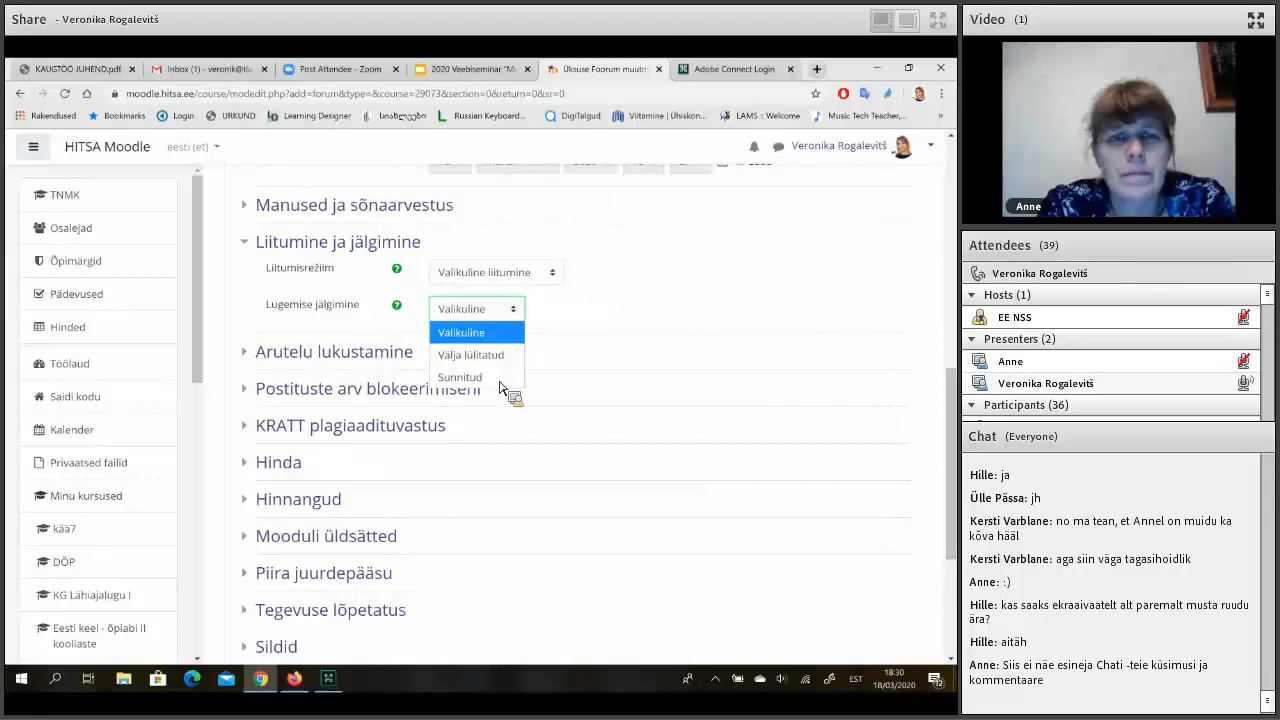 Share - Veronika Rogalevitš
KAUGTÖÖ JUHEND.pdf
Inbox (1) - veronik@tlu
Post Attendee - Zoom
2020 Veebiseminar "M
Üksuse Foorum muutm
Adobe Connect Login
moodle.hitsa.ee/course/modedit.php?add=forum&type=&course=29073&section=0&return=0&sr=0
Rakendused
Bookmarks
Login
URKUND
Learning Designer
სიახლეები
Russian Keyboard...
DigiTalgud
Viitamine | Ühiskon...
LAMS :: Welcome
Music Tech Teacher,...
HITSA Moodle
eesti (et)
Veronika Rogalevitš
TNMK
Osalejad
Õpimärgid
Pädevused
Hinded
Töölaud
Saidi kodu
Kalender
Privaatsed failid
Minu kursused
kää7
DÕP
KG Lähiajalugu I
Eesti keel - õpiabi II
kooliaste
Manused ja sõnaarvestus
Liitumine ja jälgimine
Liitumisrežiim
Valikuline liitumine
Lugemise jälgimine
Valikuline
Valikuline
Välja lülitatud
Sunnitud
Arutelu lukustamine
Postituste arv blokeerimiseni
KRATT plagiaadituvastus
Hinda
Hinnangud
Mooduli üldsätted
Piira juurdepääsu
Tegevuse lõpetatus
Sildid
EST
18:30
18/03/2020
12
Video (1)
Anne
Attendees (39)
Veronika Rogalevitš
Hosts (1)
EE NSS
Presenters (2)
Anne
Veronika Rogalevitš
Participants (36)
Chat (Everyone)
Hille: ja
Ülle Pässa: jh
Kersti Varblane: no ma tean, et Annel on muidu ka
kõva hääl
Kersti Varblane: aga siin väga tagasihoidlik
Anne: :)
Hille: kas saaks ekraaivaatelt alt paremalt musta ruudu
ära?
Hille: aitäh
Anne: Siis ei näe esineja Chati -teie küsimusi ja
kommentaare